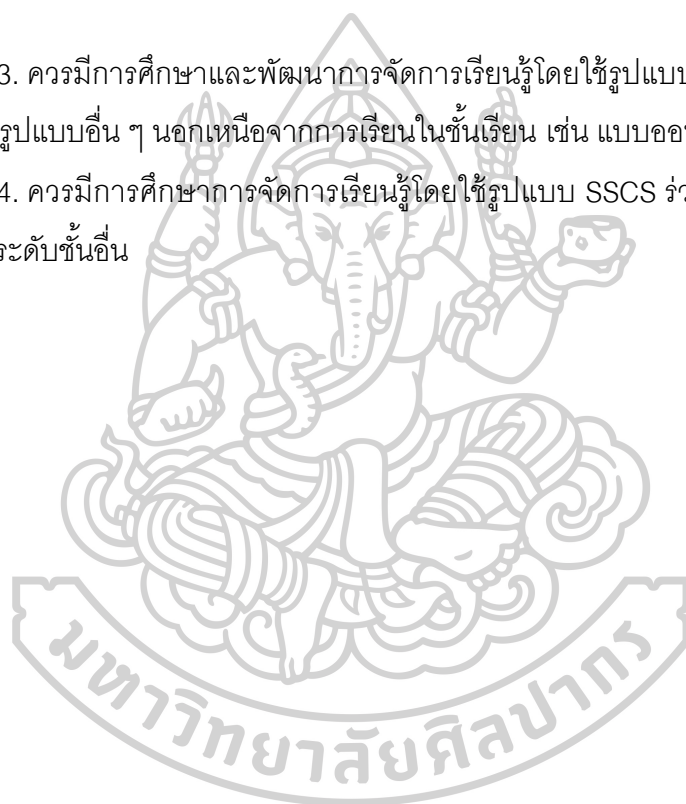 3. ควรมีการศึกษาและพัฒนาการจัดการเรียนรู้โดยใช้รูปแบบ
รูปแบบอื่น ๆ นอกเหนือจากการเรียนในชั้นเรียน เช่น แบบออน
4. ควรมีการศึกษาการจัดการเรียนรู้โดยใช้รูปแบบ SSCS ร่ว
ระดับชั้นอื่น
มหาวิทยาลัยศิลปากร